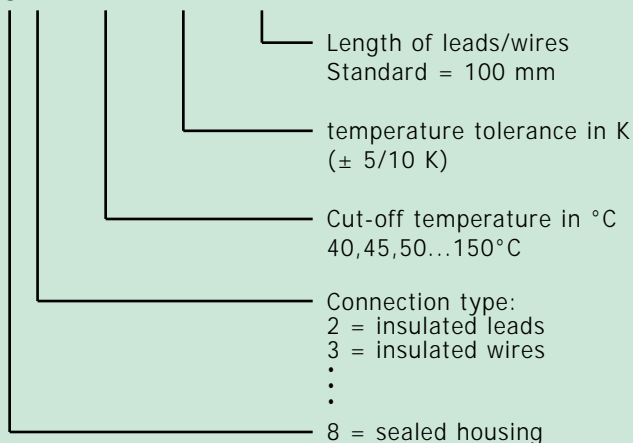 Length of leads/wires
Standard = 100 mm
temperature tolerance in K
(± 5/10 K)
Cut-off temperature in °C
40,45,50...150°C
Connection type:
2 = insulated leads
3 = insulated wires
.
.
.
8 = sealed housing